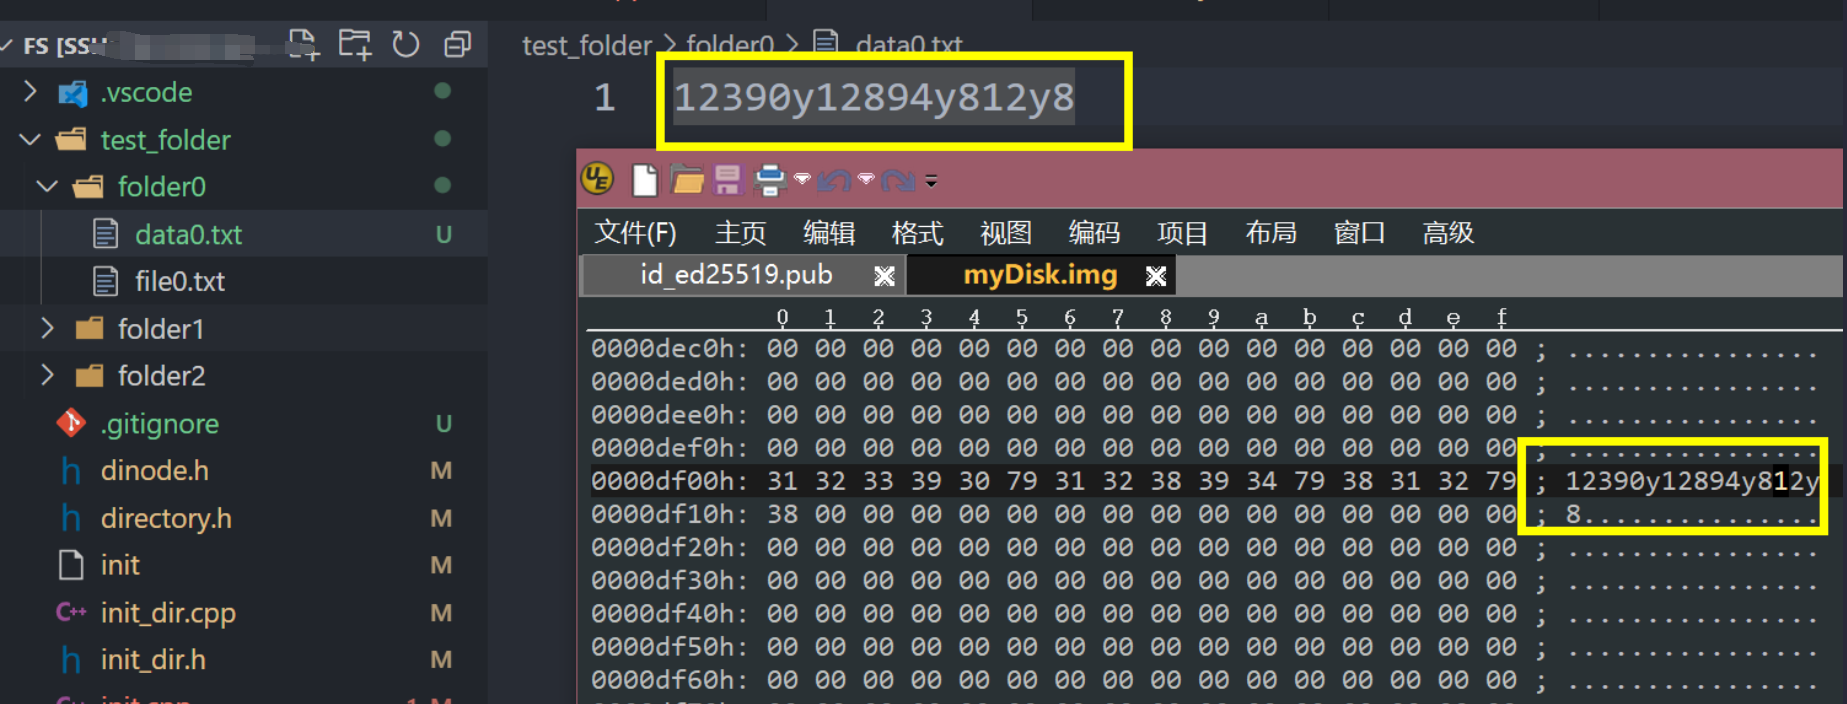 FS [SSH
.vscode
test_folder
folder0
data0.txt U
file0.txt
folder1
folder2
.gitignore U
dinode.h M
directory.h M
init M
init_dir.cpp M
init_dir.h M
init.cpp 1 M
test_folder > folder0 > data0.txt
1 12390y12894y812y8
UE
文件(F) 主页 编辑 格式 视图 编码 项目 布局 窗口 高级
id_ed25519.pub myDisk.img
0 1 2 3 4 5 6 7 8 9 a b c d e f
0000dec0h: 00 00 00 00 00 00 00 00 00 00 00 00 00 00 00 00 ; ................
0000ded0h: 00 00 00 00 00 00 00 00 00 00 00 00 00 00 00 00 ; ................
0000dee0h: 00 00 00 00 00 00 00 00 00 00 00 00 00 00 00 00 ; ................
0000def0h: 00 00 00 00 00 00 00 00 00 00 00 00 00 00 00 00 ; ................
0000df00h: 31 32 33 39 30 79 31 32 38 39 34 79 38 31 32 79 ; 12390y12894y812y
0000df10h: 38 00 00 00 00 00 00 00 00 00 00 00 00 00 00 00 ; 8...............
0000df20h: 00 00 00 00 00 00 00 00 00 00 00 00 00 00 00 00 ; ................
0000df30h: 00 00 00 00 00 00 00 00 00 00 00 00 00 00 00 00 ; ................
0000df40h: 00 00 00 00 00 00 00 00 00 00 00 00 00 00 00 00 ; ................
0000df50h: 00 00 00 00 00 00 00 00 00 00 00 00 00 00 00 00 ; ................
0000df60h: 00 00 00 00 00 00 00 00 00 00 00 00 00 00 00 00 ; ................